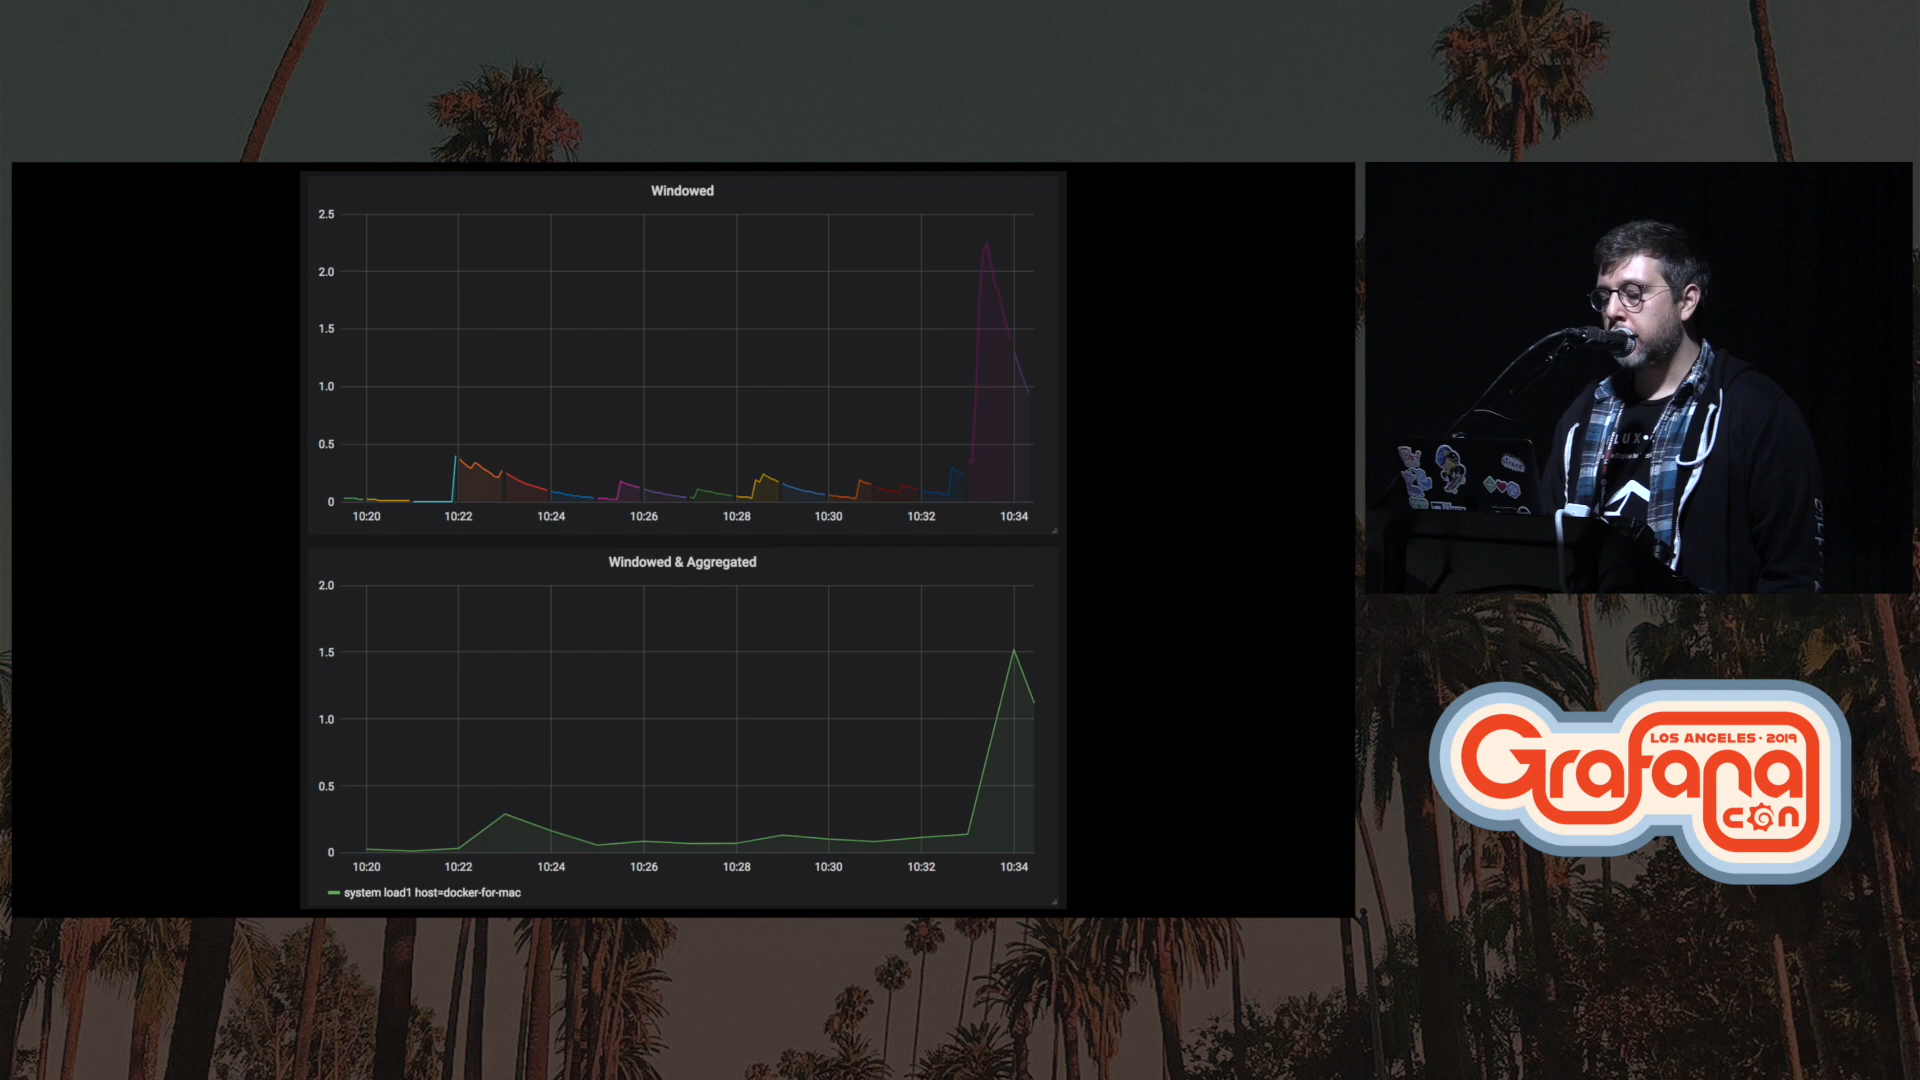 Windowed
2.5
2.0
1.5
1.0
0.5
0
10:20 10:22 10:24 10:26 10:28 10:30 10:32 10:34
Windowed & Aggregated
2.0
1.5
1.0
0.5
0
10:20 10:22 10:24 10:26 10:28 10:30 10:32 10:34
system load1 host=docker-for-mac
LUX
LOS ANGELES · 2019
Grafana
con